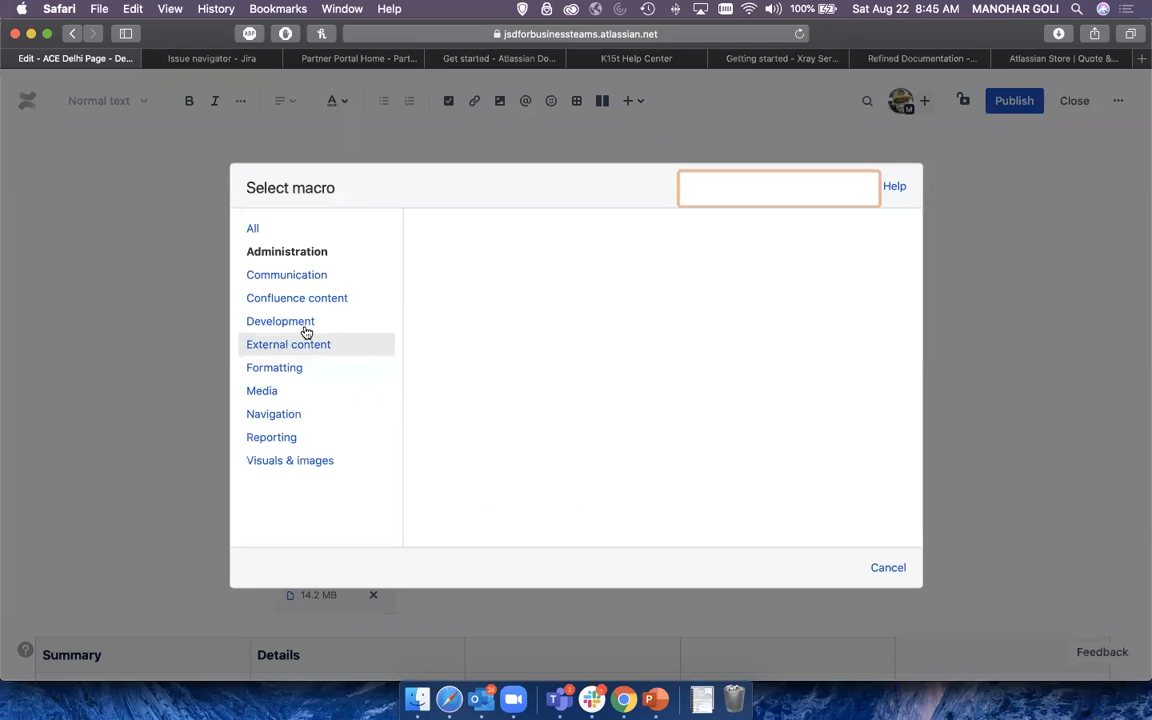 Safari File Edit View History Bookmarks Window Help 100% Sat Aug 22 8:45 AM MANOHAR GOLI
jsdforbusinessteams.atlassian.net
Edit - ACE Delhi Page - De... Issue navigator - Jira Partner Portal Home - Part... Get started - Atlassian Do... K15t Help Center Getting started - Xray Ser... Refined Documentation -... Atlassian Store | Quote &...
Normal text B I A Publish Close
Select macro Help
All
Administration
Communication
Confluence content
Development
External content
Formatting
Media
Navigation
Reporting
Visuals & images
Cancel
14.2 MB
Summary Details Feedback